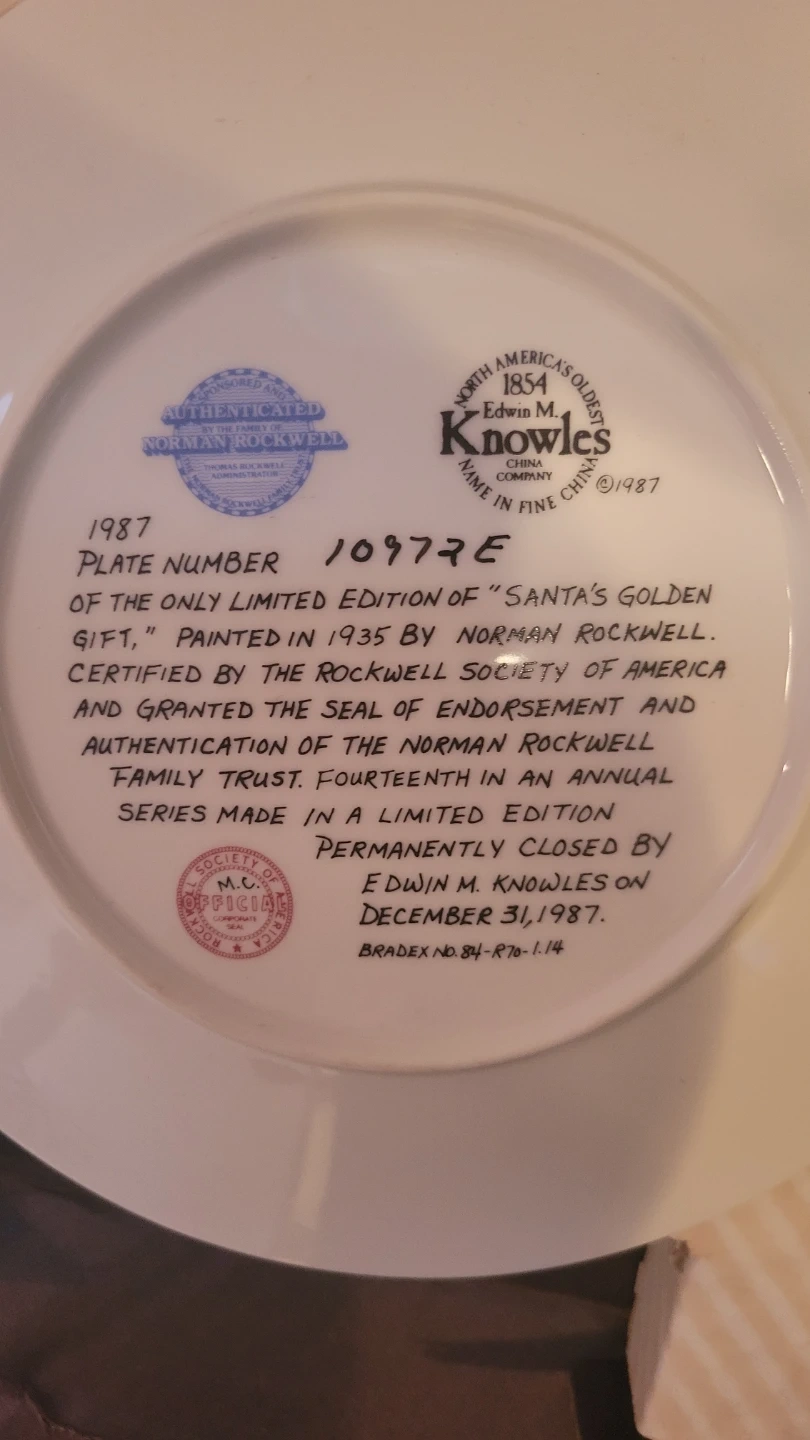 SPONSORED AND
AUTHENTICATED
BY THE FAMILY OF
NORMAN ROCKWELL
THOMAS ROCKWELL
ADMINISTRATOR
NORMAN ROCKWELL FAMILY
NORTH AMERICA'S OLDEST
1854
Edwin M.
Knowles
CHINA
COMPANY
NAME IN FINE CHINA
©1987
1987
PLATE NUMBER 10972E
OF THE ONLY LIMITED EDITION OF "SANTA'S GOLDEN
GIFT," PAINTED IN 1935 BY NORMAN ROCKWELL.
CERTIFIED BY THE ROCKWELL SOCIETY OF AMERICA
AND GRANTED THE SEAL OF ENDORSEMENT AND
AUTHENTICATION OF THE NORMAN ROCKWELL
FAMILY TRUST. FOURTEENTH IN AN ANNUAL
SERIES MADE IN A LIMITED EDITION
PERMANENTLY CLOSED BY
EDWIN M. KNOWLES ON
DECEMBER 31, 1987.
BRADEX NO. 84-R70-1.14
ROCKWELL SOCIETY OF AMERICA
M.C.
OFFICIAL
CORPORATE
SEAL